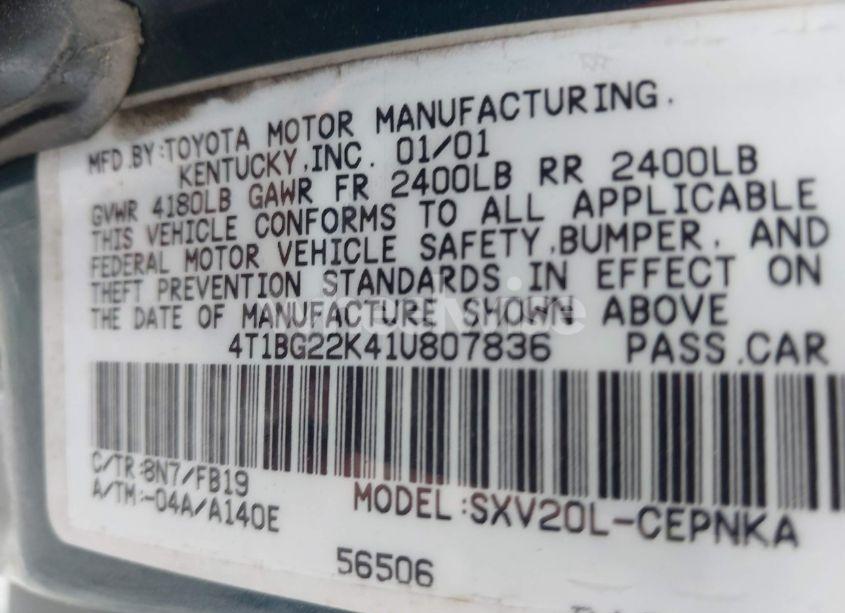 MFD.BY:TOYOTA MOTOR MANUFACTURING.
KENTUCKY,INC. 01/01
GVWR 4180LB GAWR FR 2400LB RR 2400LB
THIS VEHICLE CONFORMS TO ALL APPLICABLE
FEDERAL MOTOR VEHICLE SAFETY,BUMPER, AND
THEFT PREVENTION STANDARDS IN EFFECT ON
THE DATE OF MANUFACTURE SHOWN ABOVE
4T1BG22K41U807836 PASS.CAR
C/TR:8N7/FB19
A/TM:-04A/A140E
MODEL:SXV20L-CEPNKA
56506